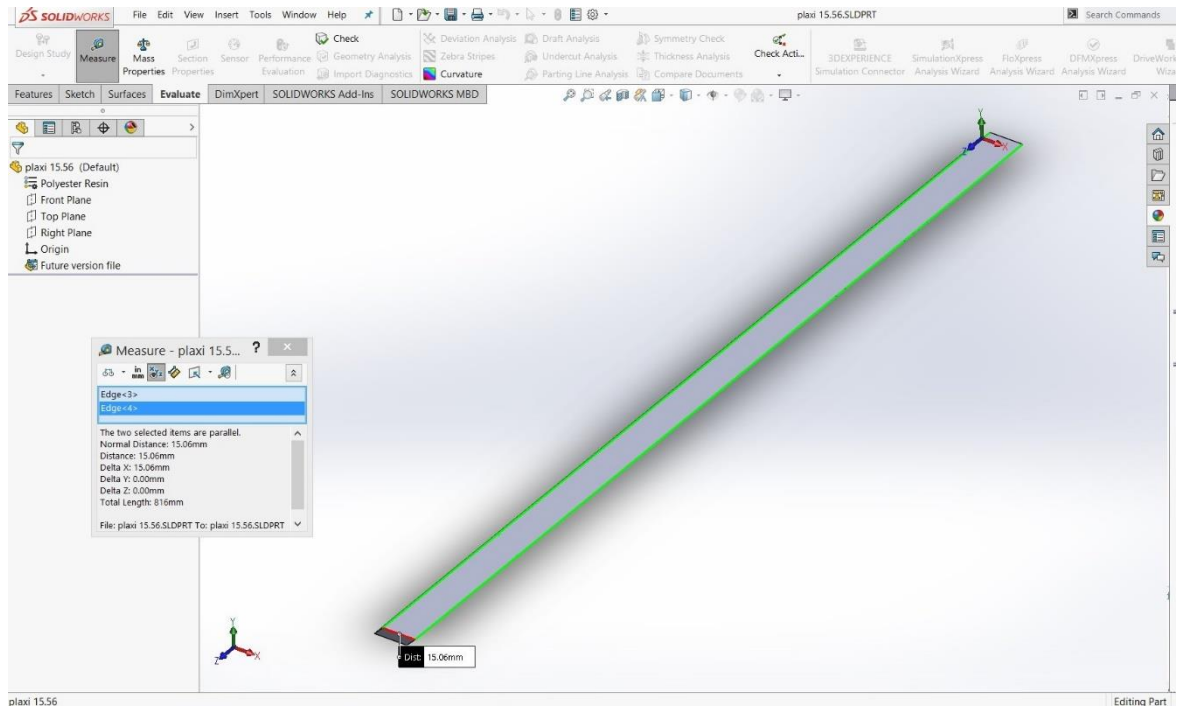 SOLIDWORKS File Edit View Insert Tools Window Help plaxi 15.56.SLDPRT Search Commands
Design Study
Measure
Mass Properties
Section Properties
Sensor
Performance Evaluation
Check
Geometry Analysis
Import Diagnostics
Deviation Analysis
Zebra Stripes
Curvature
Draft Analysis
Undercut Analysis
Parting Line Analysis
Symmetry Check
Thickness Analysis
Compare Documents
Check Acti...
3DEXPERIENCE Simulation Connector
SimulationXpress Analysis Wizard
FloXpress Analysis Wizard
DFMXpress Analysis Wizard
DriveWork
Wiza
Features Sketch Surfaces Evaluate DimXpert SOLIDWORKS Add-Ins SOLIDWORKS MBD
plaxi 15.56 (Default)
Polyester Resin
Front Plane
Top Plane
Right Plane
Origin
Future version file
Measure - plaxi 15.5... ?
in
mm
Edge<3>
Edge<4>
The two selected items are parallel.
Normal Distance: 15.06mm
Distance: 15.06mm
Delta X: 15.06mm
Delta Y: 0.00mm
Delta Z: 0.00mm
Total Length: 816mm
File: plaxi 15.56.SLDPRT To: plaxi 15.56.SLDPRT
Y
Z
X
Y
Z
X
Dist: 15.06mm
plaxi 15.56
Editing Part